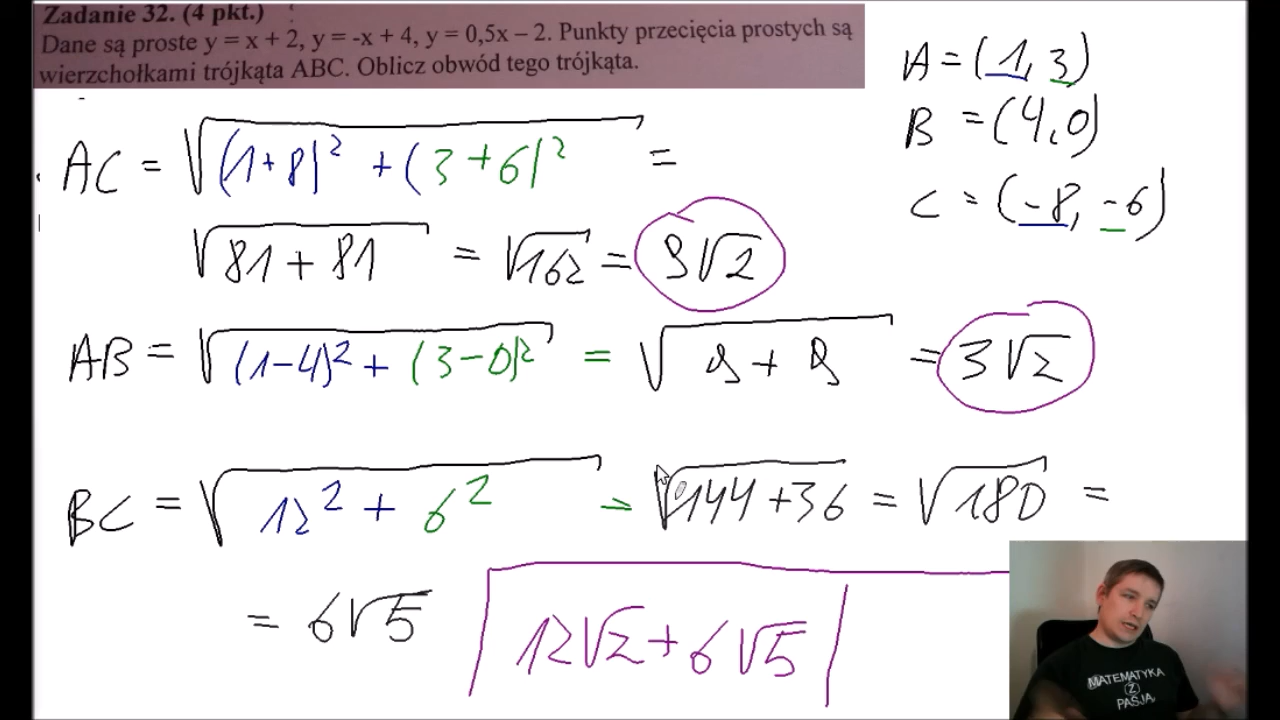 Zadanie 32. (4 pkt.)
Dane są proste y = x + 2, y = -x + 4, y = 0,5x – 2. Punkty przecięcia prostych są
wierzchołkami trójkąta ABC. Oblicz obwód tego trójkąta.
A = (1, 3)
B = (4,0)
C = (-8, -6)
AC = √(1+8)² + (3+6)² =
√81 + 81 = √162 = 9√2
AB = √(1-4)² + (3-0)² = √9 + 9 = 3√2
BC = √12² + 6² = √144 + 36 = √180 =
= 6√5
12√2 + 6√5
MATEMATYKA
Z
PASJĄ